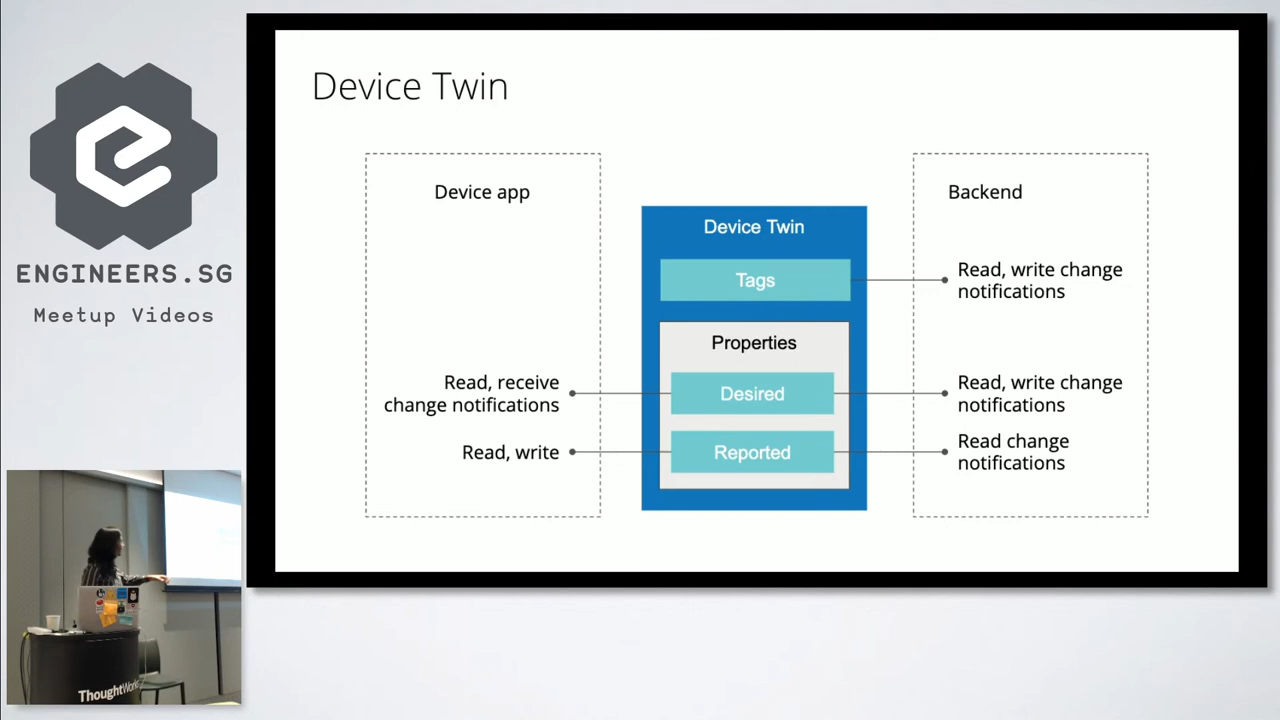 ENGINEERS.SG
Meetup Videos
Device Twin
Device app
Read, receive
change notifications
Read, write
Device Twin
Tags
Properties
Desired
Reported
Backend
Read, write change
notifications
Read, write change
notifications
Read change
notifications